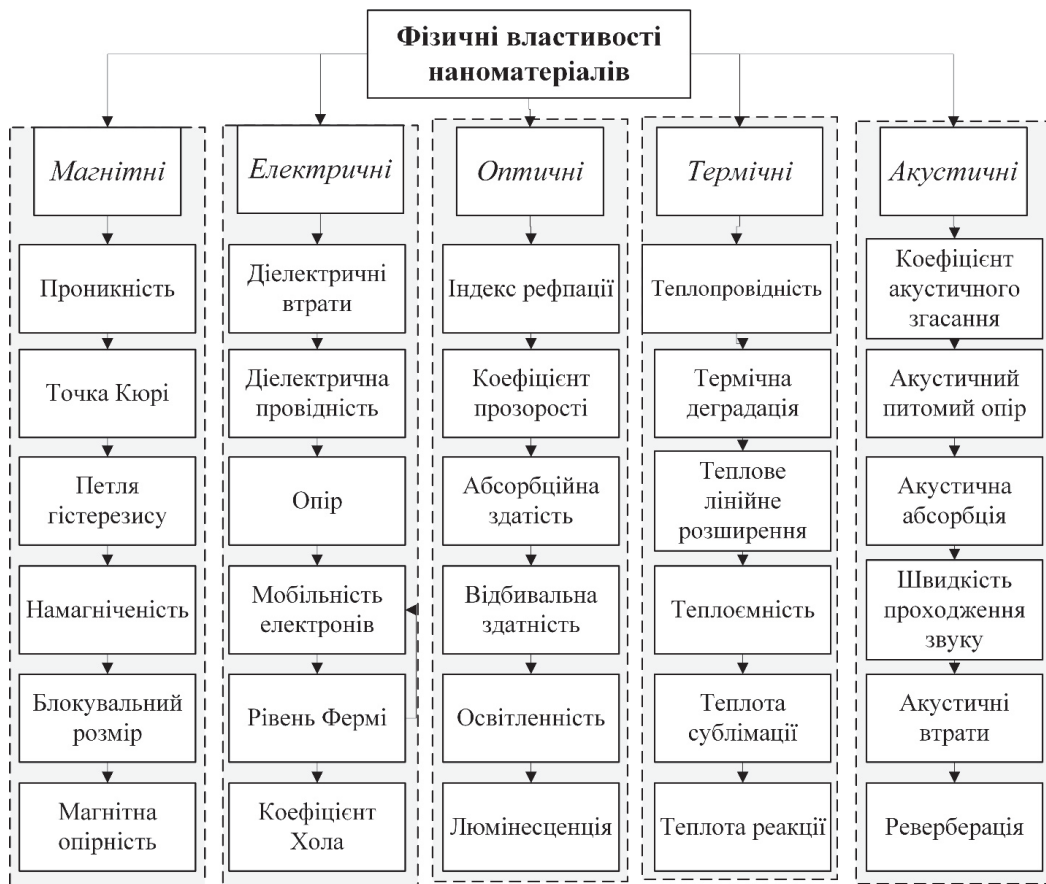 Фізичні властивості
наноматеріалів
Магнітні
Проникність
Точка Кюрі
Петля
гістерезису
Намагніченість
Блокувальний
розмір
Магнітна
опірність
Електричні
Діелектричні
втрати
Діелектрична
провідність
Опір
Мобільність
електронів
Рівень Фермі
Коефіцієнт
Хола
Оптичні
Індекс рефпації
Коефіцієнт
прозорості
Абсорбційна
здатість
Відбивальна
здатність
Освітленність
Люмінесценція
Термічні
Теплопровідність
Термічна
деградація
Теплове
лінійне
розширення
Теплоємність
Теплота
сублімації
Теплота реакції
Акустичні
Коефіцієнт
акустичного
згасання
Акустичний
питомий опір
Акустична
абсорбція
Швидкість
проходження
звуку
Акустичні
втрати
Реверберація